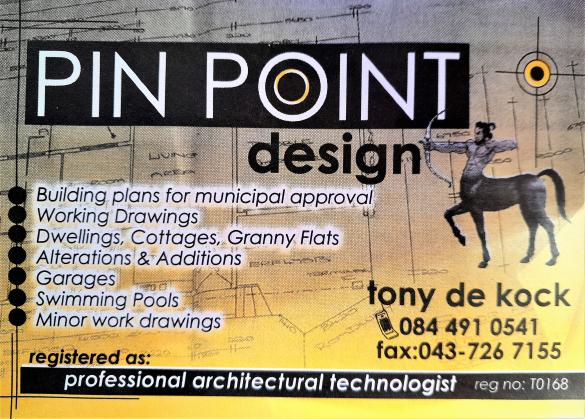 PIN POINT
design
Building plans for municipal approval
Working Drawings
Dwellings, Cottages, Granny Flats
Alterations & Additions
Garages
Swimming Pools
Minor work drawings
tony de kock
084 491 0541
fax:043-726 7155
registered as:
professional architectural technologist reg no: T0168
LIVING
AREA